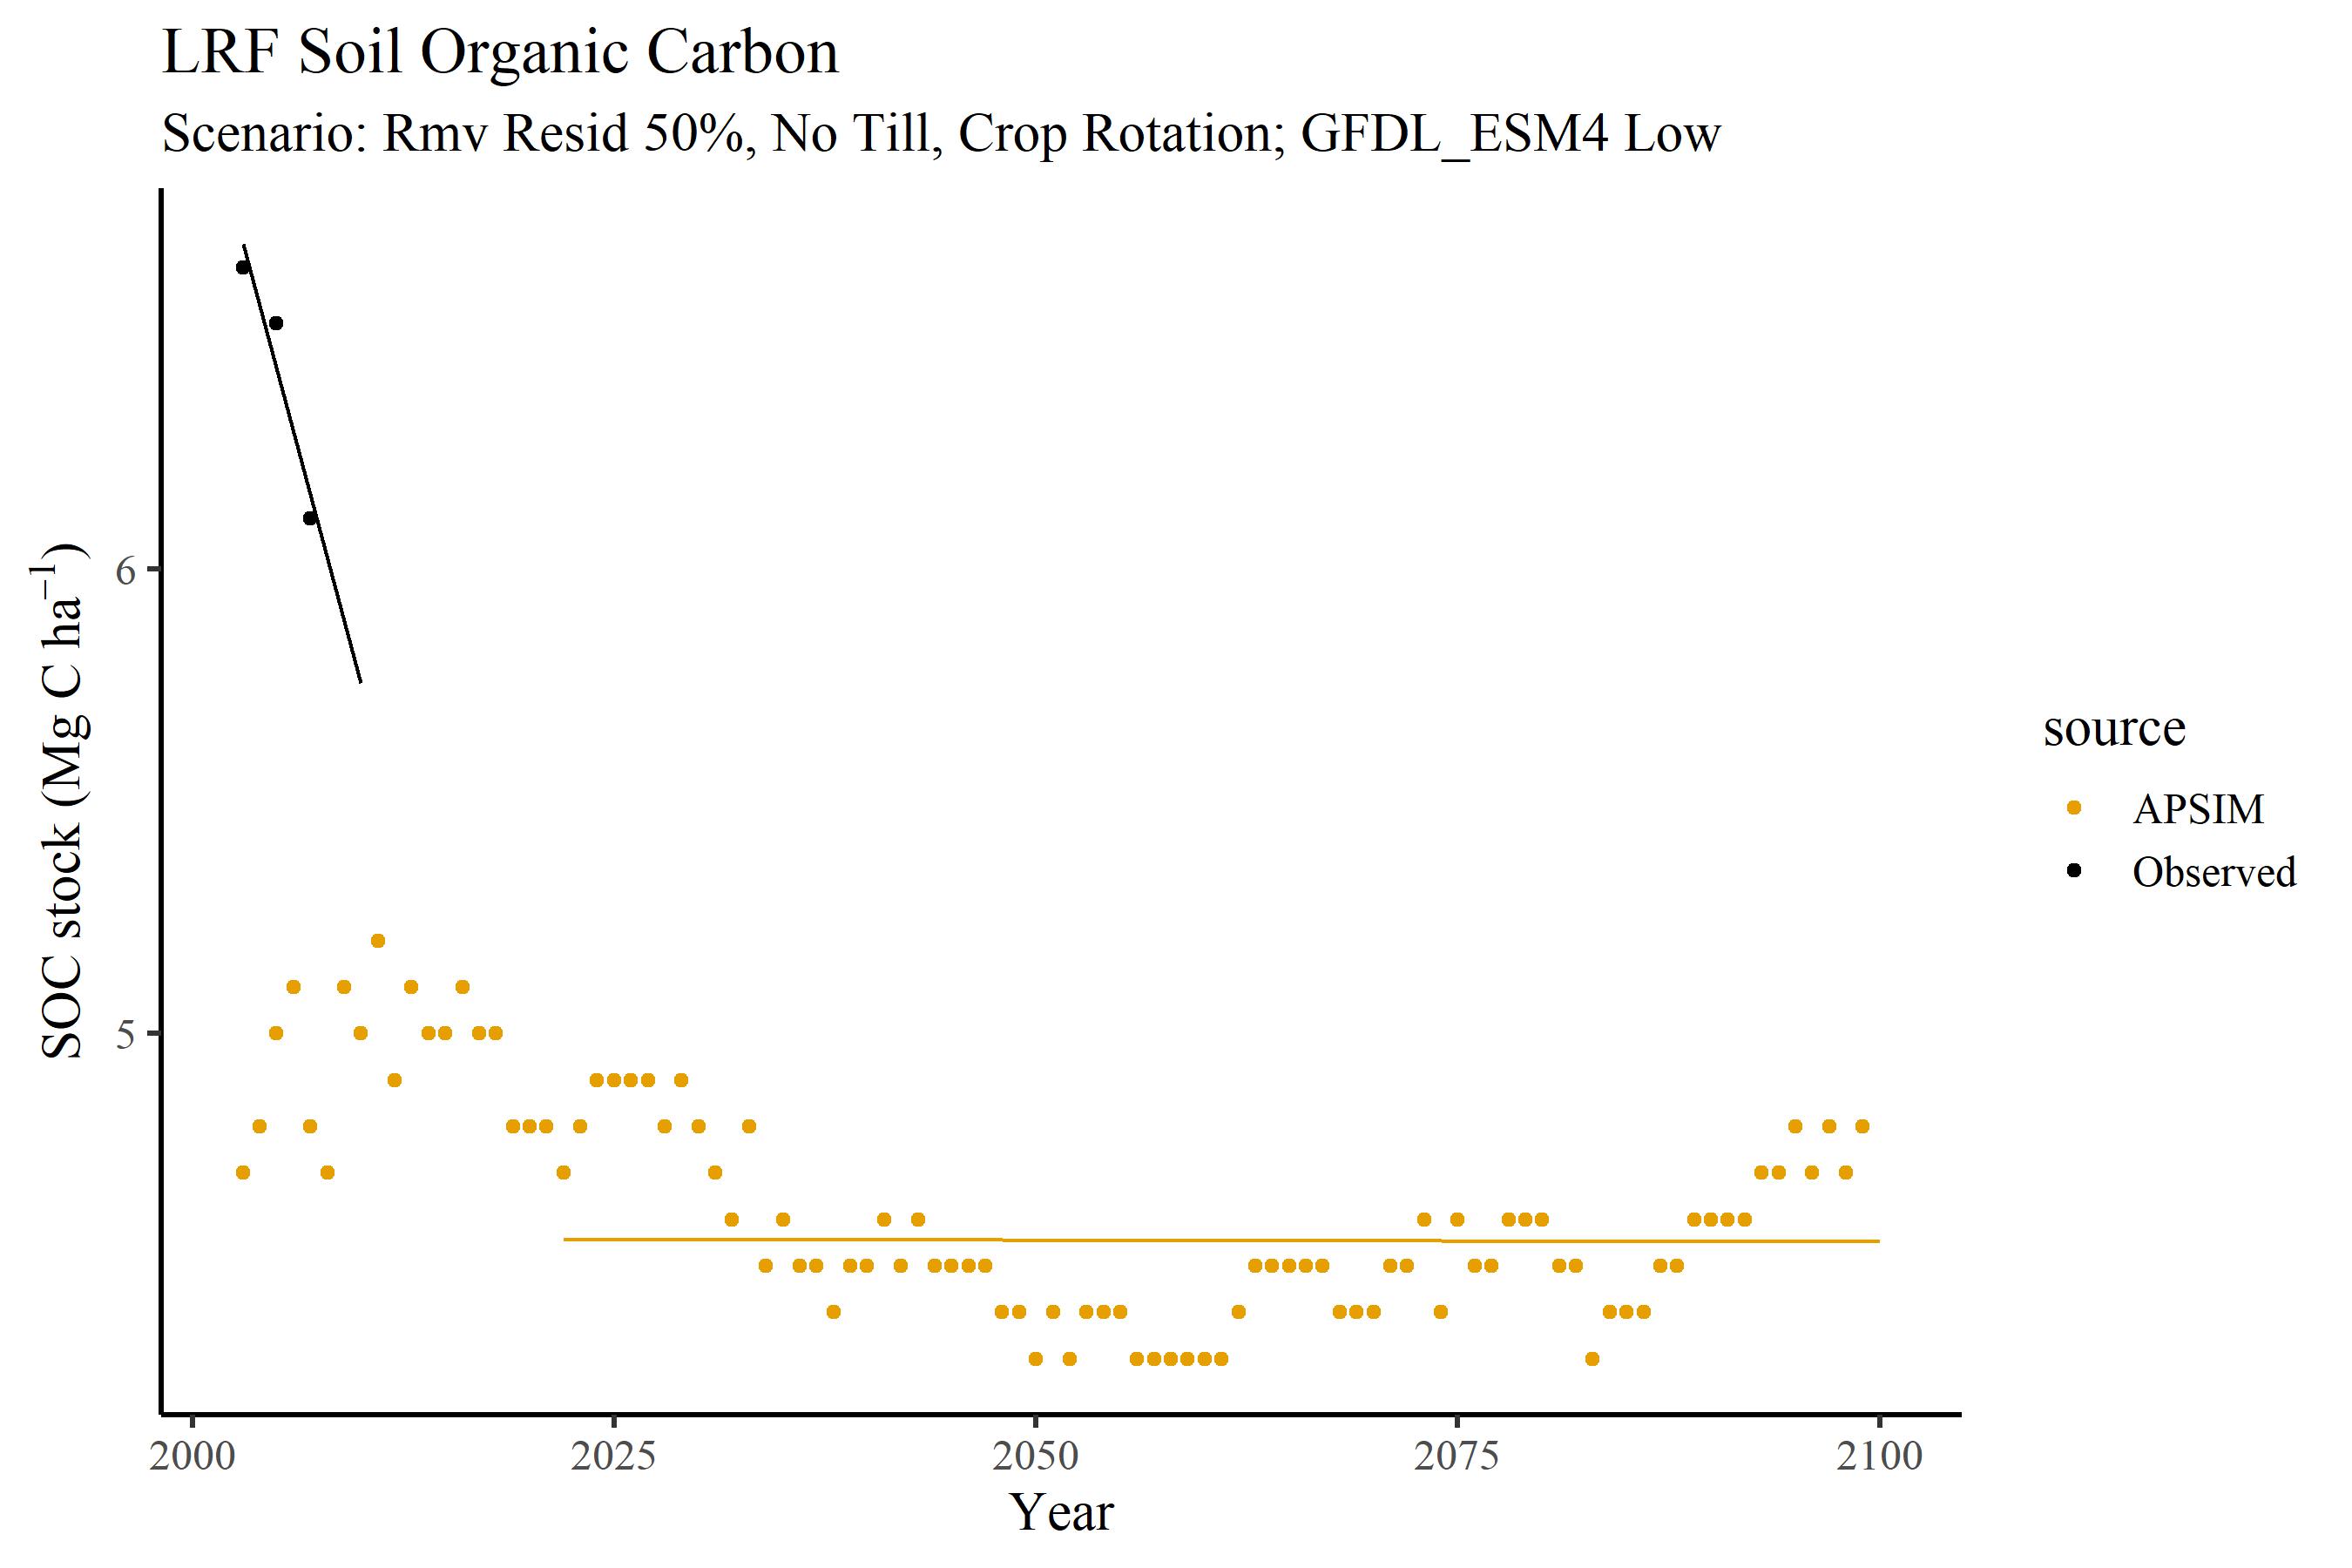 LRF Soil Organic Carbon
Scenario: Rmv Resid 50%, No Till, Crop Rotation; GFDL_ESM4 Low
SOC stock (Mg C ha⁻¹)
6
5
2000 2025 2050 2075 2100
Year
source
APSIM
Observed